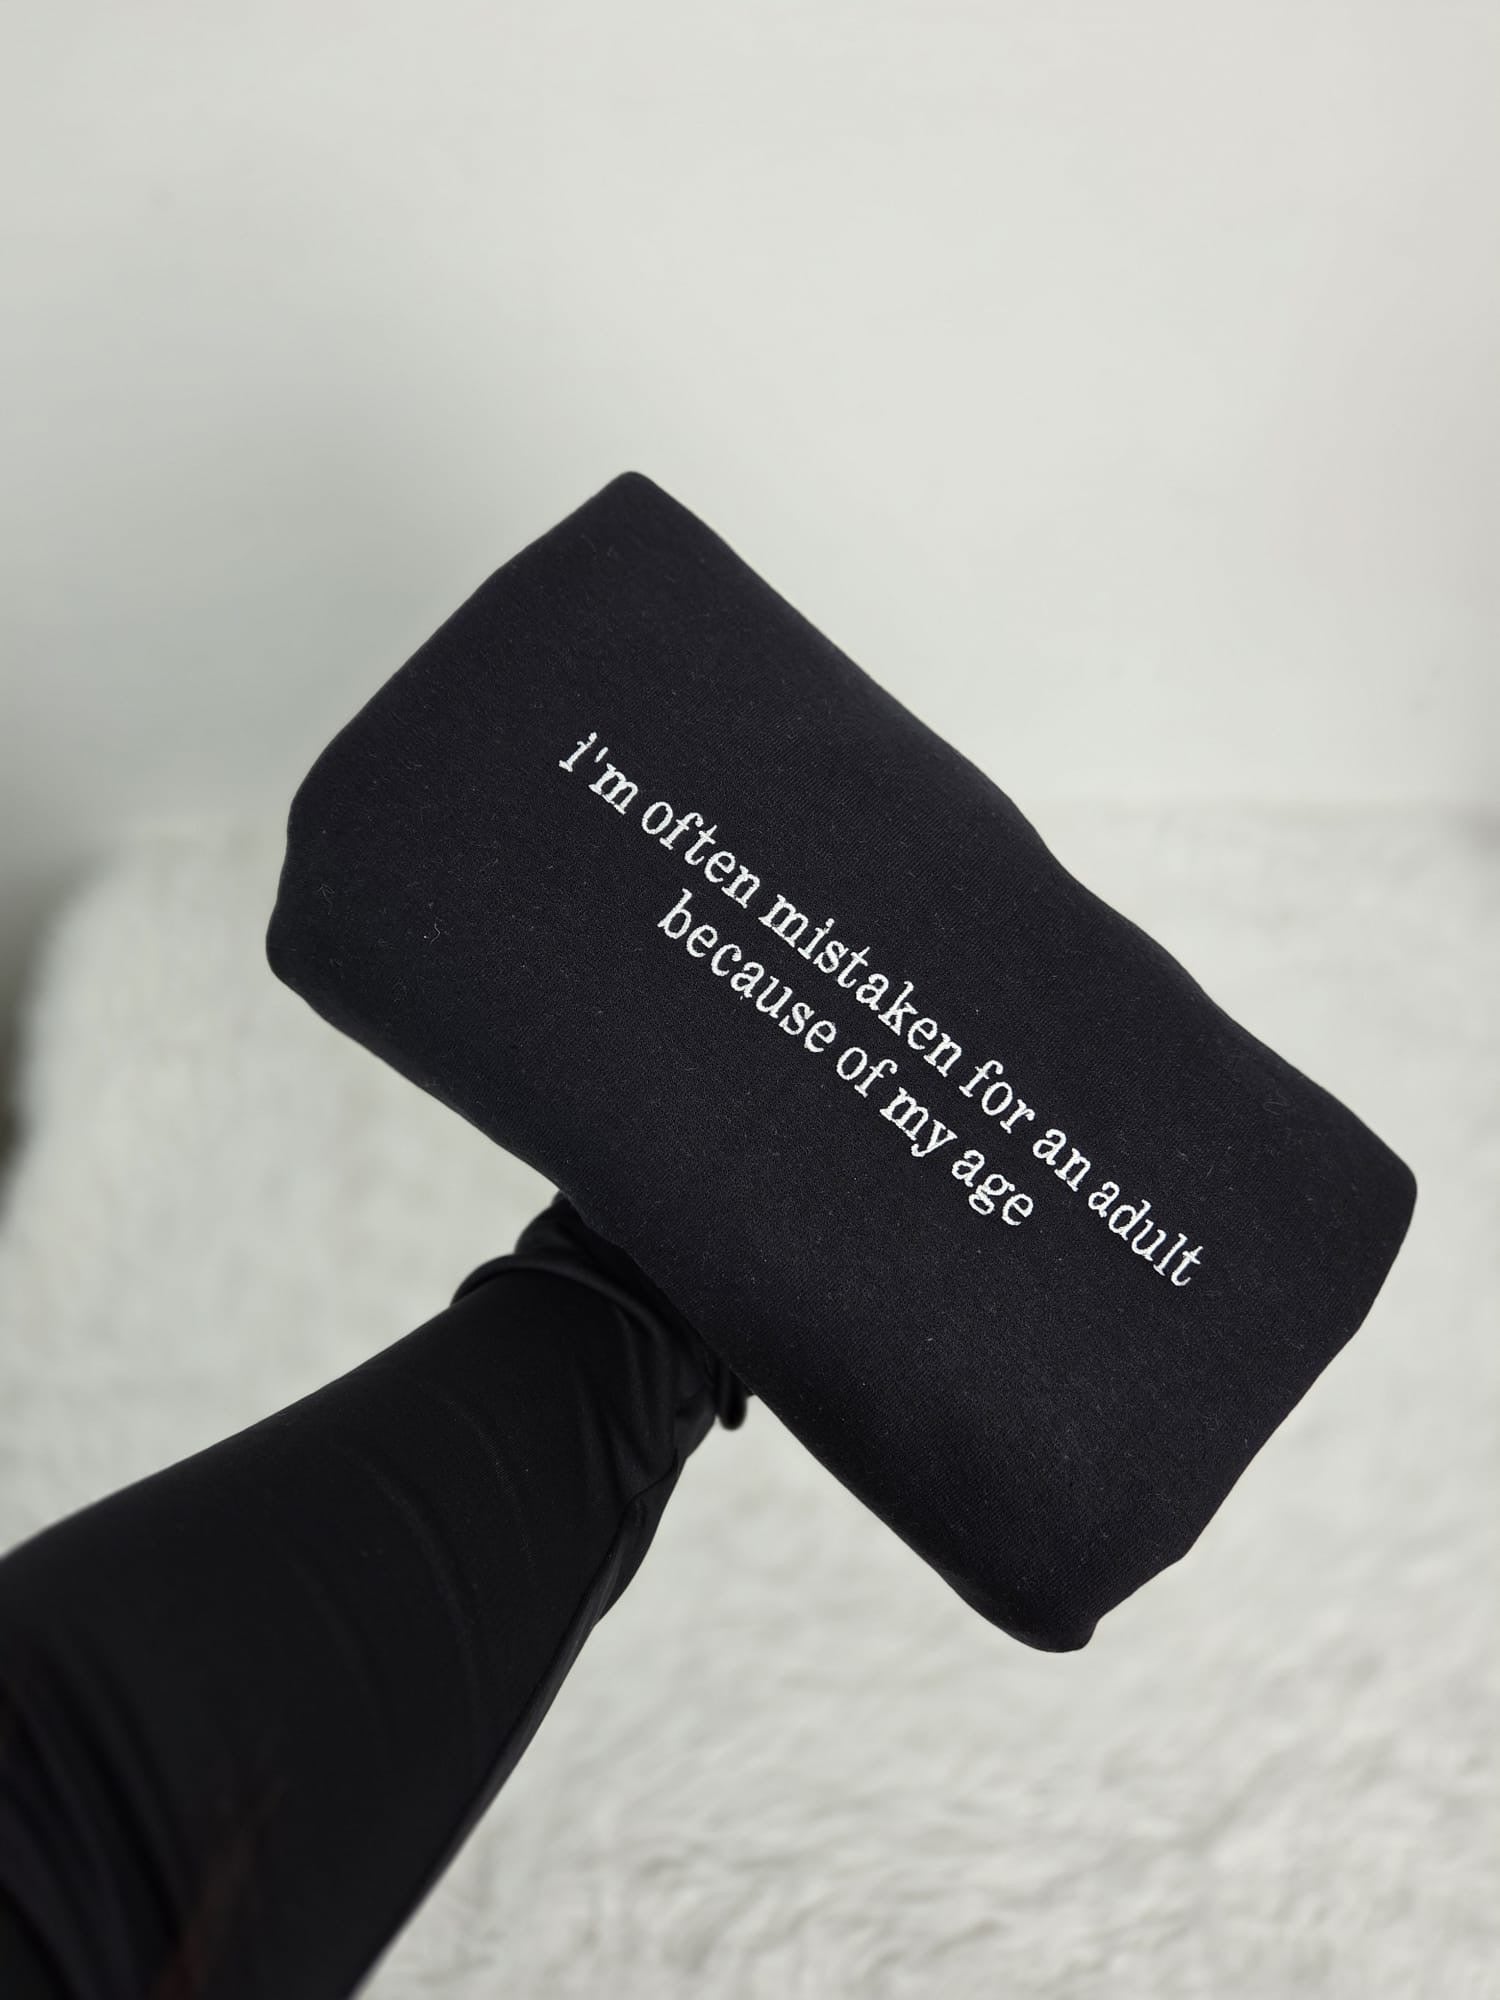 i'm often mistaken for an adult
because of my age